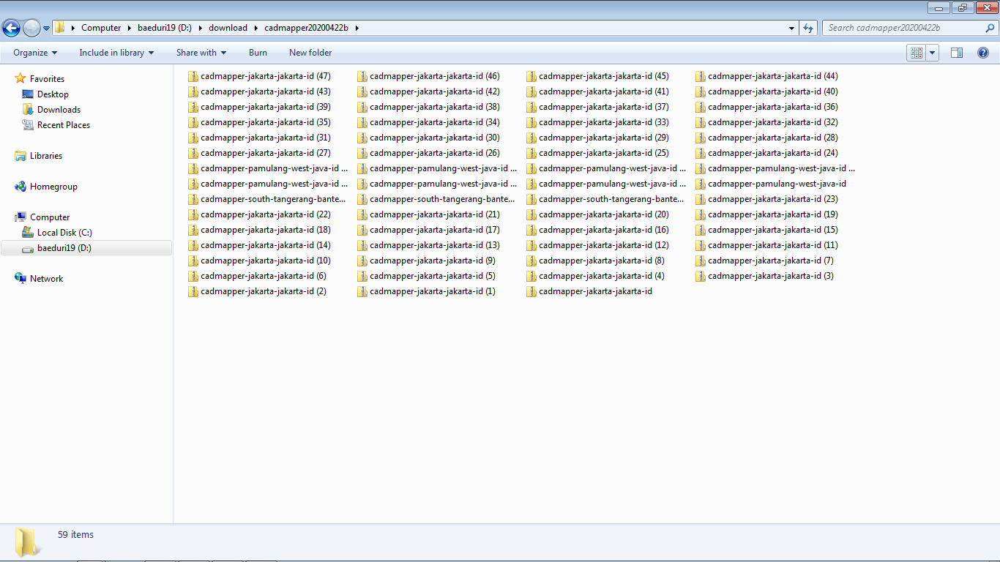 Computer baeduri19 (D:) download cadmapper20200422b Search cadmapper20200422b
Organize Include in library Share with Burn New folder
Favorites
Desktop
Downloads
Recent Places
Libraries
Homegroup
Computer
Local Disk (C:)
baeduri19 (D:)
Network
cadmapper-jakarta-jakarta-id (47) cadmapper-jakarta-jakarta-id (46) cadmapper-jakarta-jakarta-id (45) cadmapper-jakarta-jakarta-id (44)
cadmapper-jakarta-jakarta-id (43) cadmapper-jakarta-jakarta-id (42) cadmapper-jakarta-jakarta-id (41) cadmapper-jakarta-jakarta-id (40)
cadmapper-jakarta-jakarta-id (39) cadmapper-jakarta-jakarta-id (38) cadmapper-jakarta-jakarta-id (37) cadmapper-jakarta-jakarta-id (36)
cadmapper-jakarta-jakarta-id (35) cadmapper-jakarta-jakarta-id (34) cadmapper-jakarta-jakarta-id (33) cadmapper-jakarta-jakarta-id (32)
cadmapper-jakarta-jakarta-id (31) cadmapper-jakarta-jakarta-id (30) cadmapper-jakarta-jakarta-id (29) cadmapper-jakarta-jakarta-id (28)
cadmapper-jakarta-jakarta-id (27) cadmapper-jakarta-jakarta-id (26) cadmapper-jakarta-jakarta-id (25) cadmapper-jakarta-jakarta-id (24)
cadmapper-pamulang-west-java-id ... cadmapper-pamulang-west-java-id ... cadmapper-pamulang-west-java-id ... cadmapper-pamulang-west-java-id ...
cadmapper-pamulang-west-java-id ... cadmapper-pamulang-west-java-id ... cadmapper-pamulang-west-java-id ... cadmapper-pamulang-west-java-id
cadmapper-south-tangerang-bante... cadmapper-south-tangerang-bante... cadmapper-south-tangerang-bante... cadmapper-jakarta-jakarta-id (23)
cadmapper-jakarta-jakarta-id (22) cadmapper-jakarta-jakarta-id (21) cadmapper-jakarta-jakarta-id (20) cadmapper-jakarta-jakarta-id (19)
cadmapper-jakarta-jakarta-id (18) cadmapper-jakarta-jakarta-id (17) cadmapper-jakarta-jakarta-id (16) cadmapper-jakarta-jakarta-id (15)
cadmapper-jakarta-jakarta-id (14) cadmapper-jakarta-jakarta-id (13) cadmapper-jakarta-jakarta-id (12) cadmapper-jakarta-jakarta-id (11)
cadmapper-jakarta-jakarta-id (10) cadmapper-jakarta-jakarta-id (9) cadmapper-jakarta-jakarta-id (8) cadmapper-jakarta-jakarta-id (7)
cadmapper-jakarta-jakarta-id (6) cadmapper-jakarta-jakarta-id (5) cadmapper-jakarta-jakarta-id (4) cadmapper-jakarta-jakarta-id (3)
cadmapper-jakarta-jakarta-id (2) cadmapper-jakarta-jakarta-id (1) cadmapper-jakarta-jakarta-id
59 items